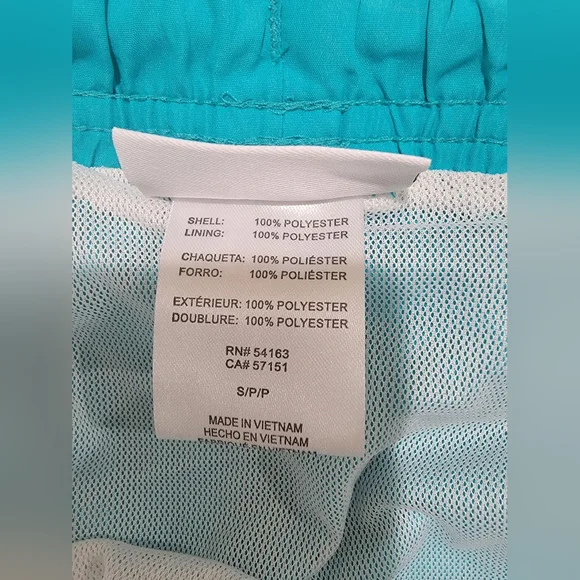 SHELL: 100% POLYESTER
LINING: 100% POLYESTER
CHAQUETA: 100% POLIÉSTER
FORRO: 100% POLIÉSTER
EXTÉRIEUR: 100% POLYESTER
DOUBLURE: 100% POLYESTER
RN# 54163
CA# 57151
S/P/P
MADE IN VIETNAM
HECHO EN VIETNAM